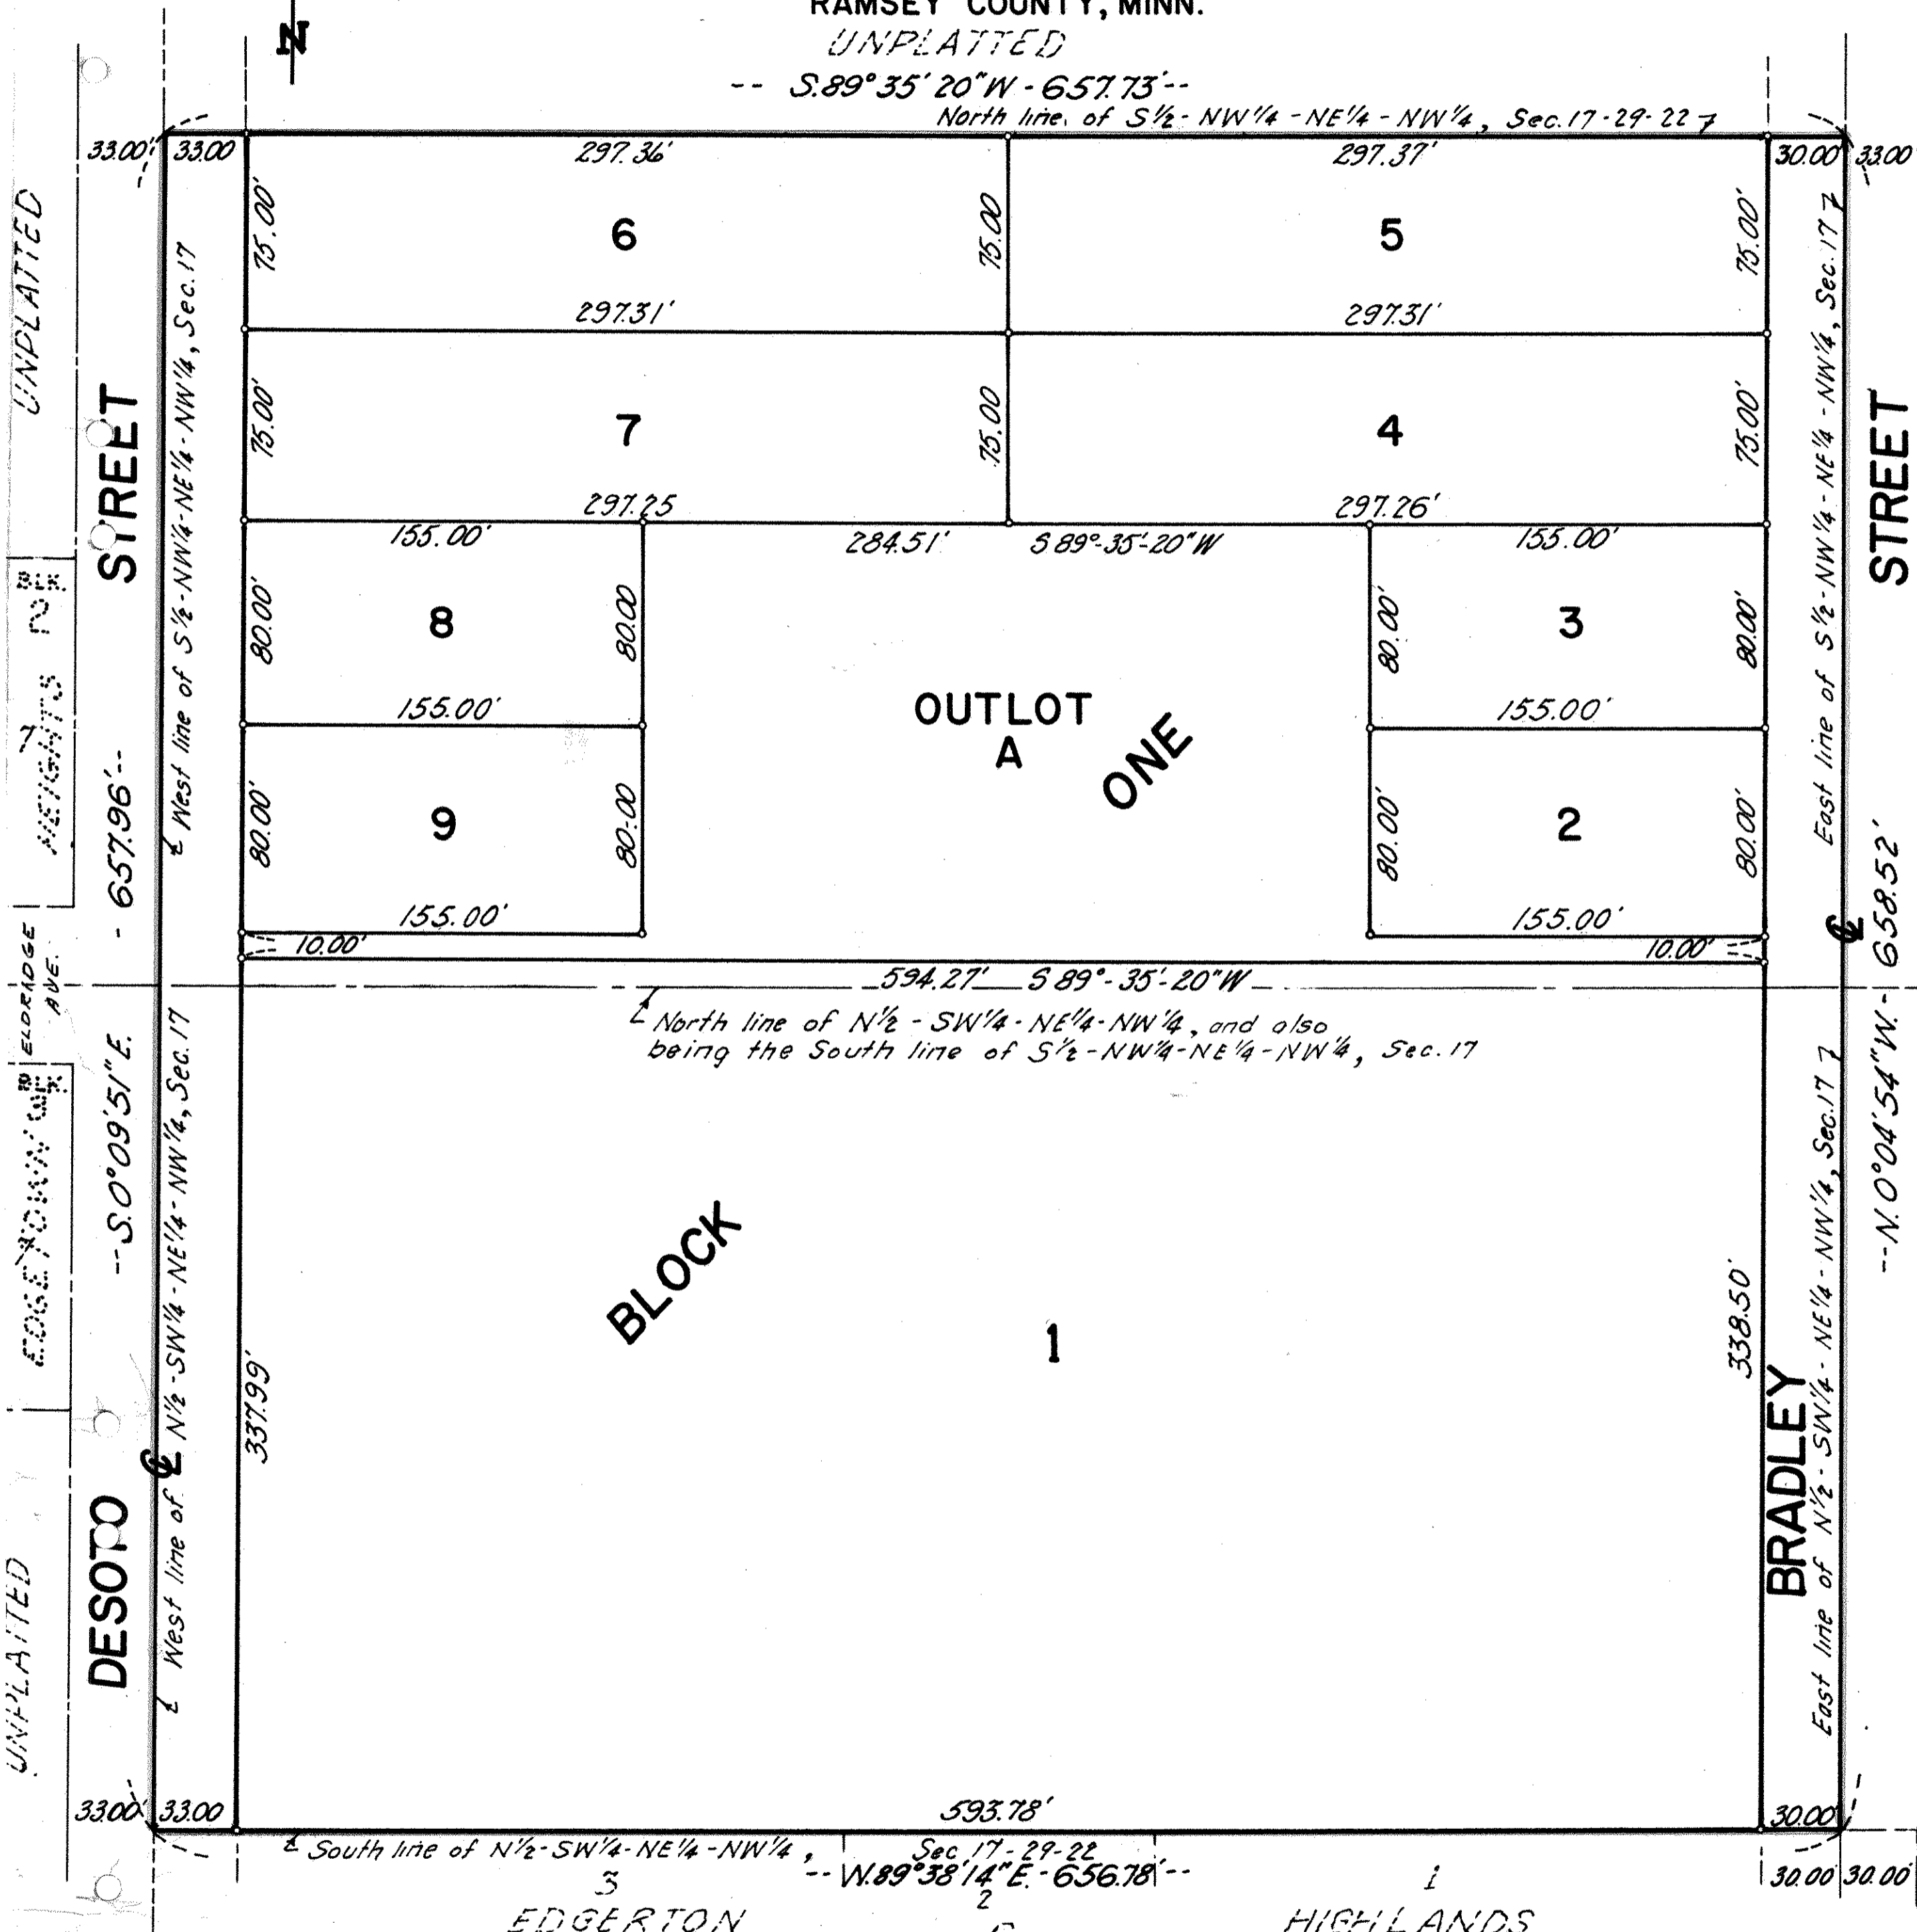 RAMSEY COUNTY, MINN.
N
UNPLATTED
-- S.89°35'20"W - 657.73'--
North line of S½ - NW¼ - NE¼ - NW¼, Sec. 17-29-22
33.00' 33.00 297.36' 297.37' 30.00' 33.00
UNPLATTED
75.00' 6 75.00 5 75.00'
297.31' 297.31'
75.00' 7 75.00 4 75.00'
297.25 297.26'
155.00' 284.51' S 89°-35'-20"W 155.00'
80.00' 8 80.00 80.00' 3 80.00'
155.00' 155.00'
OUTLOT
A
ONE
80.00' 9 80.00 80.00' 2 80.00'
155.00' 155.00'
10.00' 10.00'
594.27' S 89°-35'-20"W
North line of N½ - SW¼ - NE¼ - NW¼, and also
being the South line of S½ - NW¼ - NE¼ - NW¼, Sec. 17
STREET
West line of S½ - NW¼ - NE¼ - NW¼, Sec. 17
East line of S½ - NW¼ - NE¼ - NW¼, Sec. 17
STREET
HEIGHTS
ELDRIDGE
AVE.
--S.0°09'51"E. - 657.96'--
--N.0°04'54"W. - 658.52'
BLOCK
1
337.99'
338.50'
DESOTO
West line of N½ - SW¼ - NE¼ - NW¼, Sec. 17
BRADLEY
East line of N½ - SW¼ - NE¼ - NW¼, Sec. 17
UNPLATTED
33.00' 33.00 593.78' 30.00'
South line of N½ - SW¼ - NE¼ - NW¼, Sec. 17-29-22
-- W.89°38'14"E. - 656.78' --
30.00 30.00
3 2 1
EDGERTON HIGHLANDS